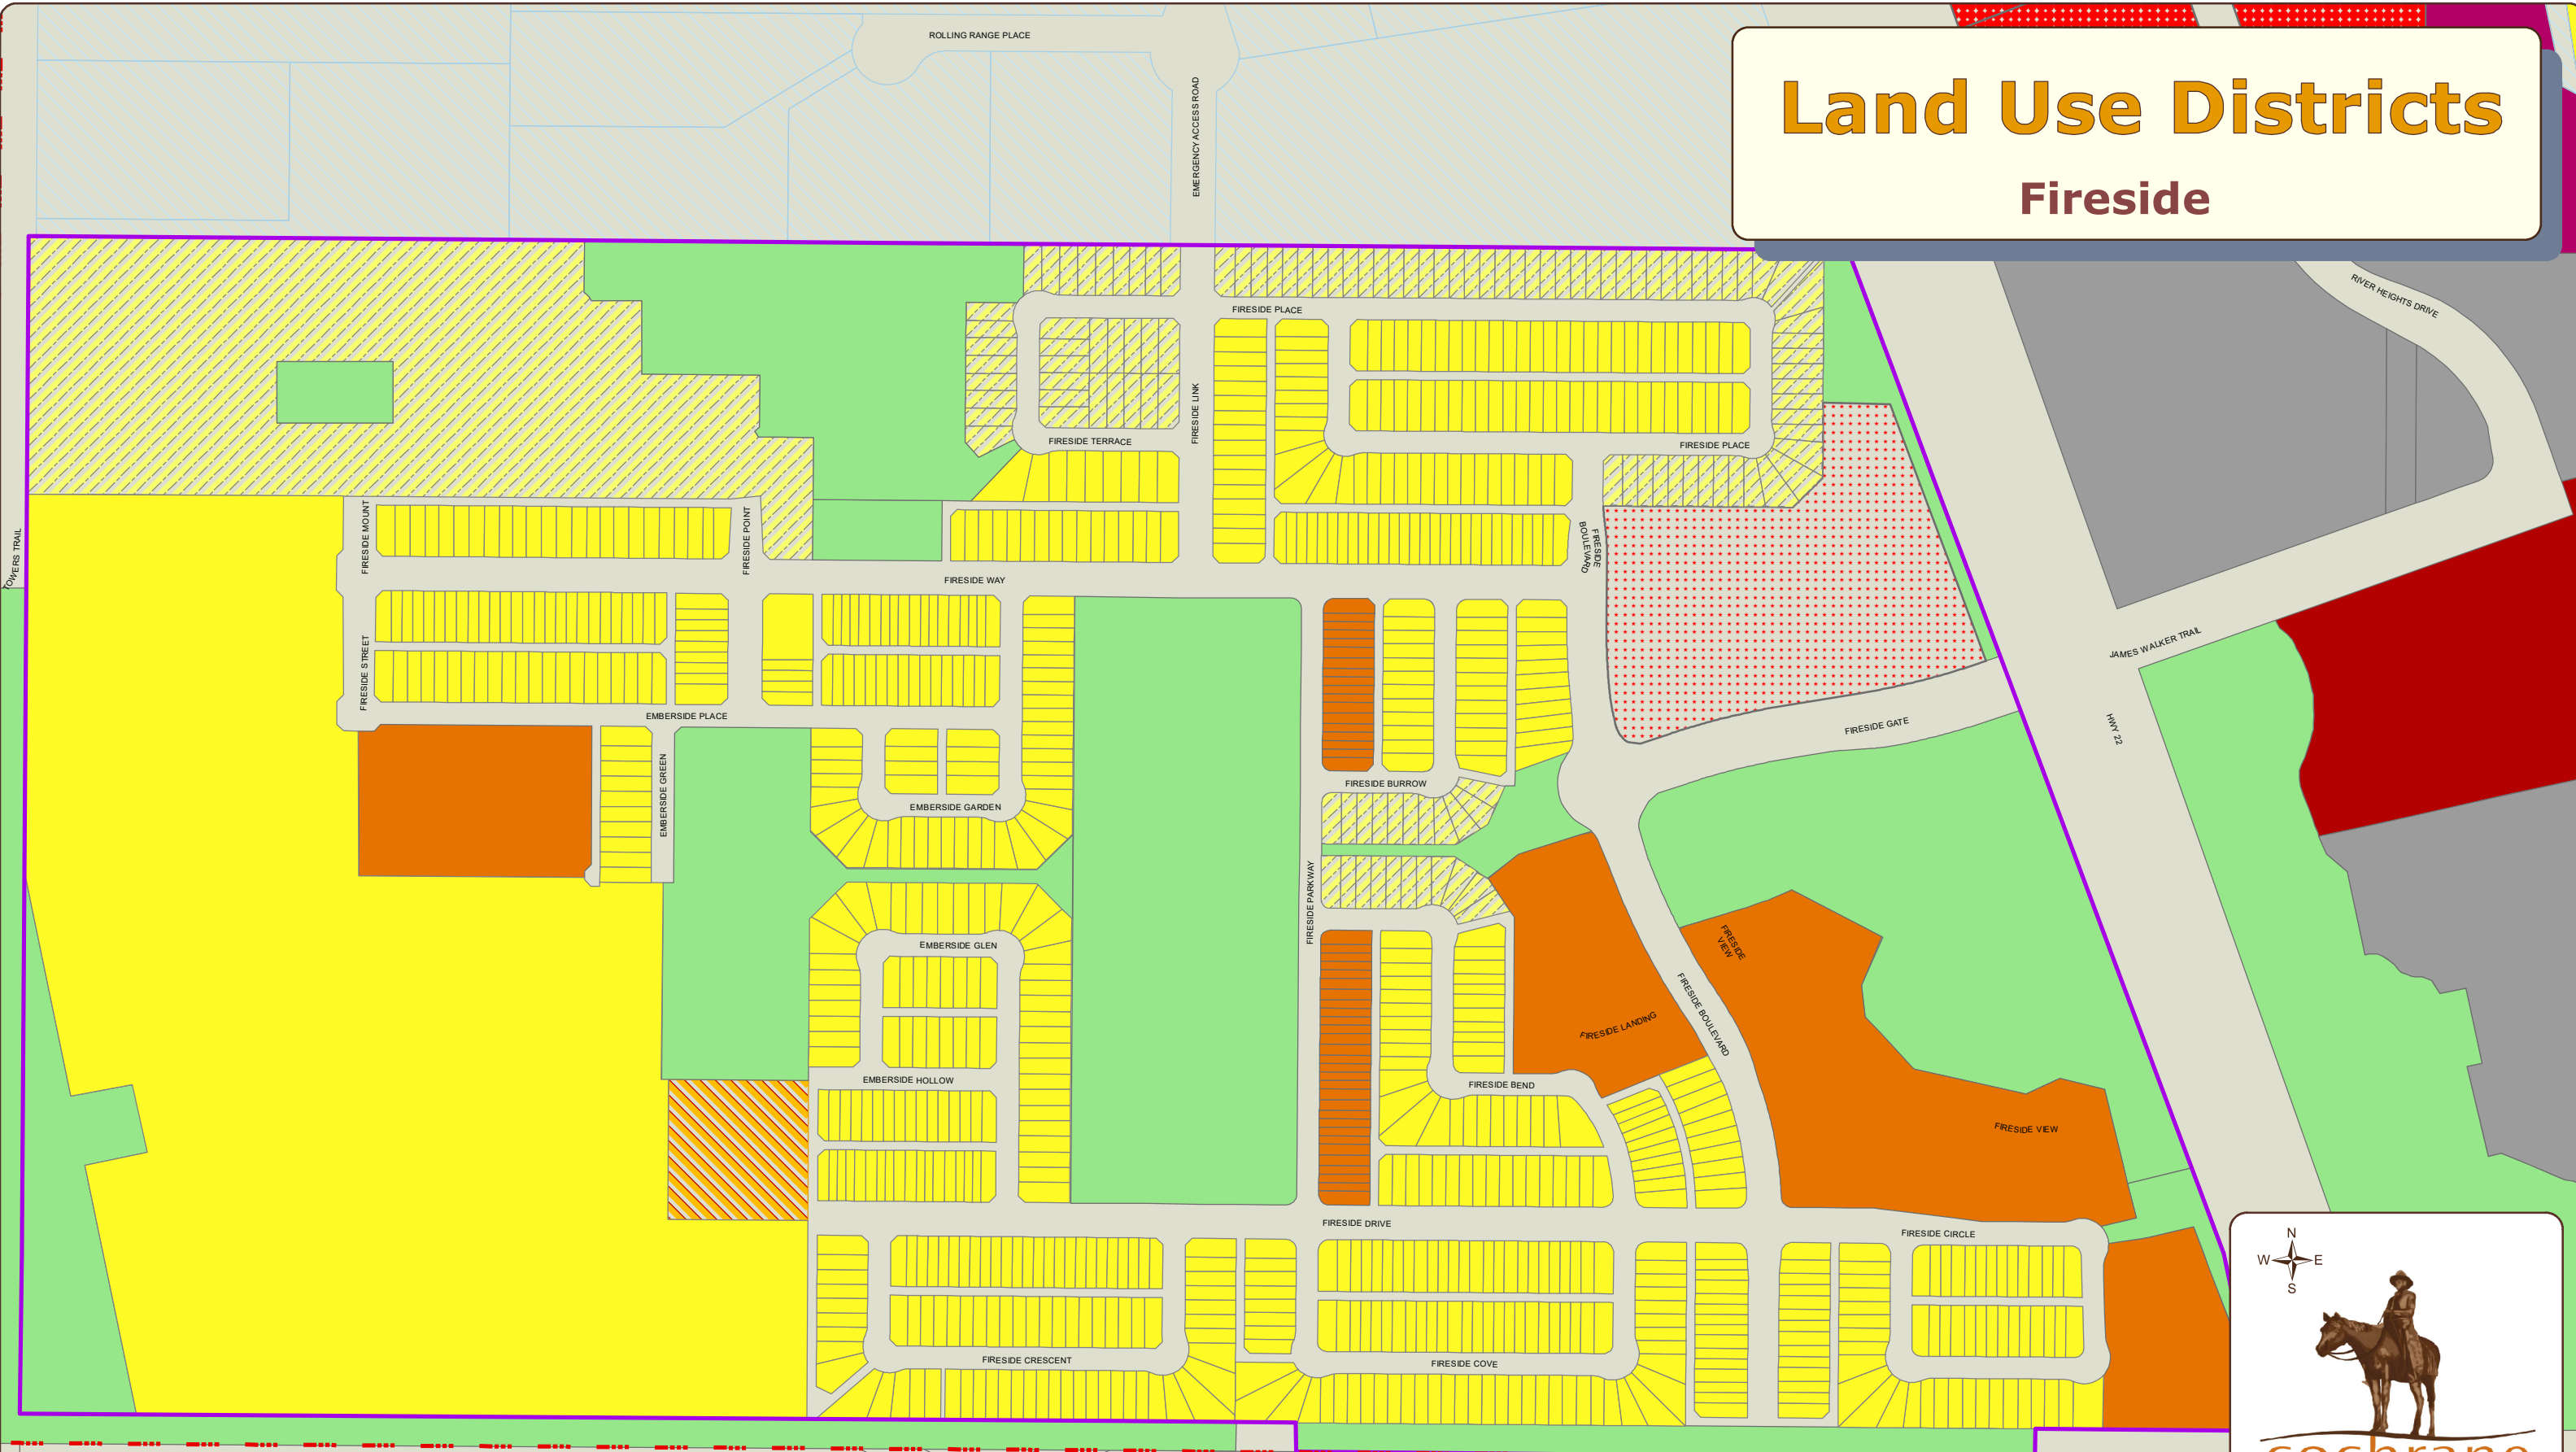 ROLLING RANGE PLACE
EMERGENCY ACCESS ROAD
Land Use Districts
Fireside
RIVER HEIGHTS DRIVE
FIRESIDE PLACE
FIRESIDE LINK
FIRESIDE TERRACE
FIRESIDE PLACE
TOWERS TRAIL
FIRESIDE MOUNT
FIRESIDE POINT
FIRESIDE
BOULEVARD
FIRESIDE WAY
FIRESIDE STREET
JAMES WALKER TRAIL
EMBERSIDE PLACE
FIRESIDE GATE
HWY 22
EMBERSIDE GREEN
FIRESIDE BURROW
EMBERSIDE GARDEN
FIRESIDE PARKWAY
EMBERSIDE GLEN
FIRESIDE
VIEW
FIRESIDE BOULEVARD
FIRESIDE LANDING
EMBERSIDE HOLLOW
FIRESIDE BEND
FIRESIDE VIEW
FIRESIDE DRIVE
FIRESIDE CIRCLE
N
W E
S
FIRESIDE CRESCENT
FIRESIDE COVE
cochrane